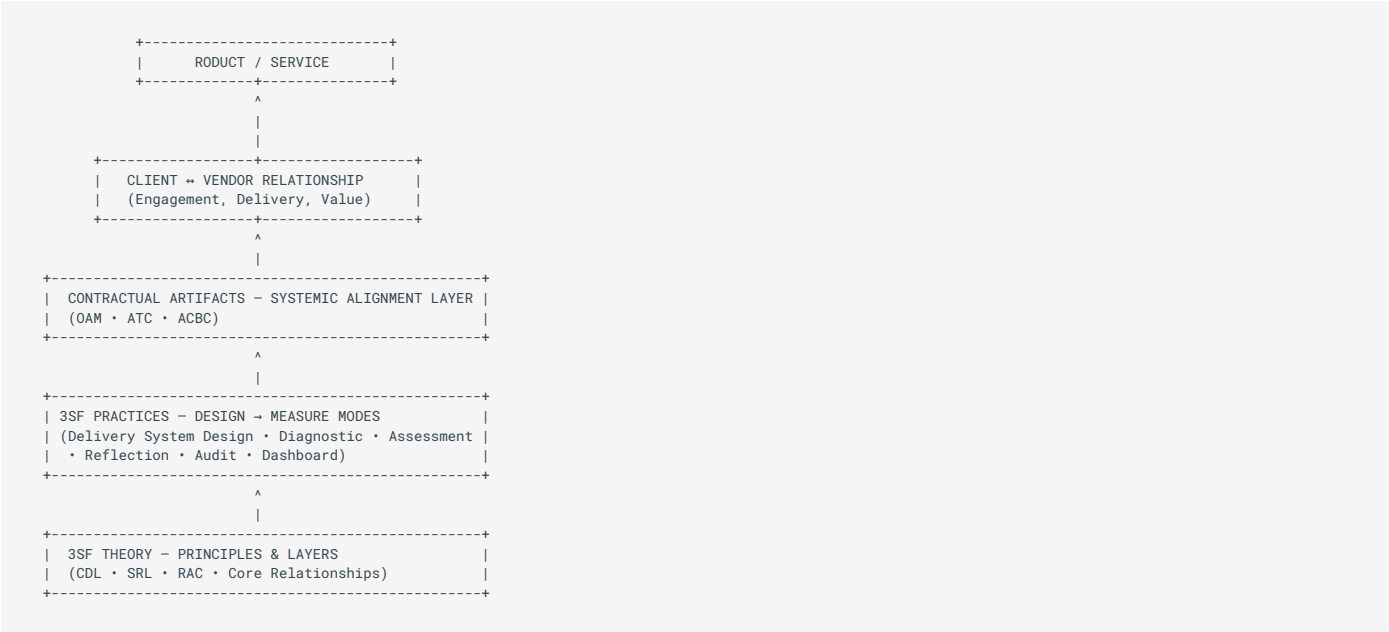 RODUCT / SERVICE
CLIENT ↔ VENDOR RELATIONSHIP
(Engagement, Delivery, Value)
CONTRACTUAL ARTIFACTS — SYSTEMIC ALIGNMENT LAYER
(OAM • ATC • ACBC)
3SF PRACTICES — DESIGN → MEASURE MODES
(Delivery System Design • Diagnostic • Assessment
• Reflection • Audit • Dashboard)
3SF THEORY — PRINCIPLES & LAYERS
(CDL • SRL • RAC • Core Relationships)